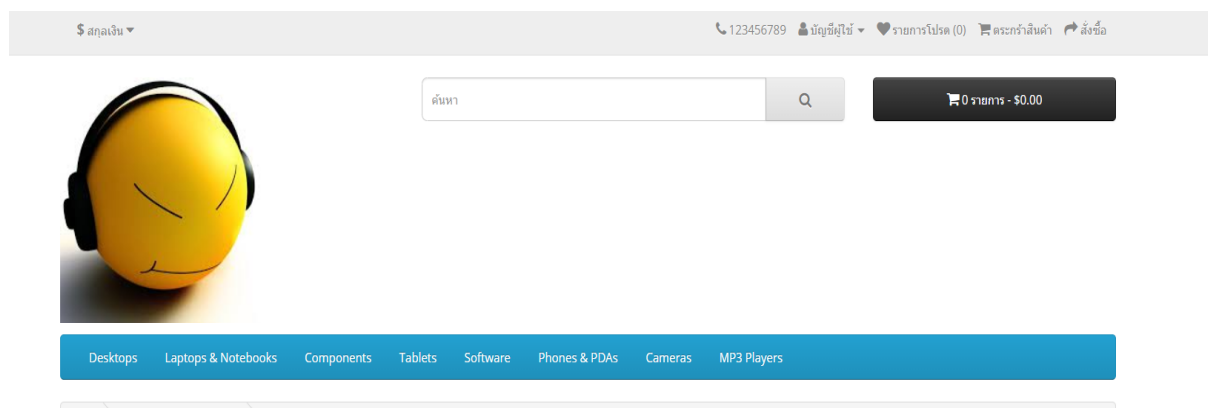 $ สกุลเงิน
123456789 บัญชีผู้ใช้ รายการโปรด (0) ตระกร้าสินค้า สั่งซื้อ
ค้นหา
0 รายการ - $0.00
Desktops Laptops & Notebooks Components Tablets Software Phones & PDAs Cameras MP3 Players